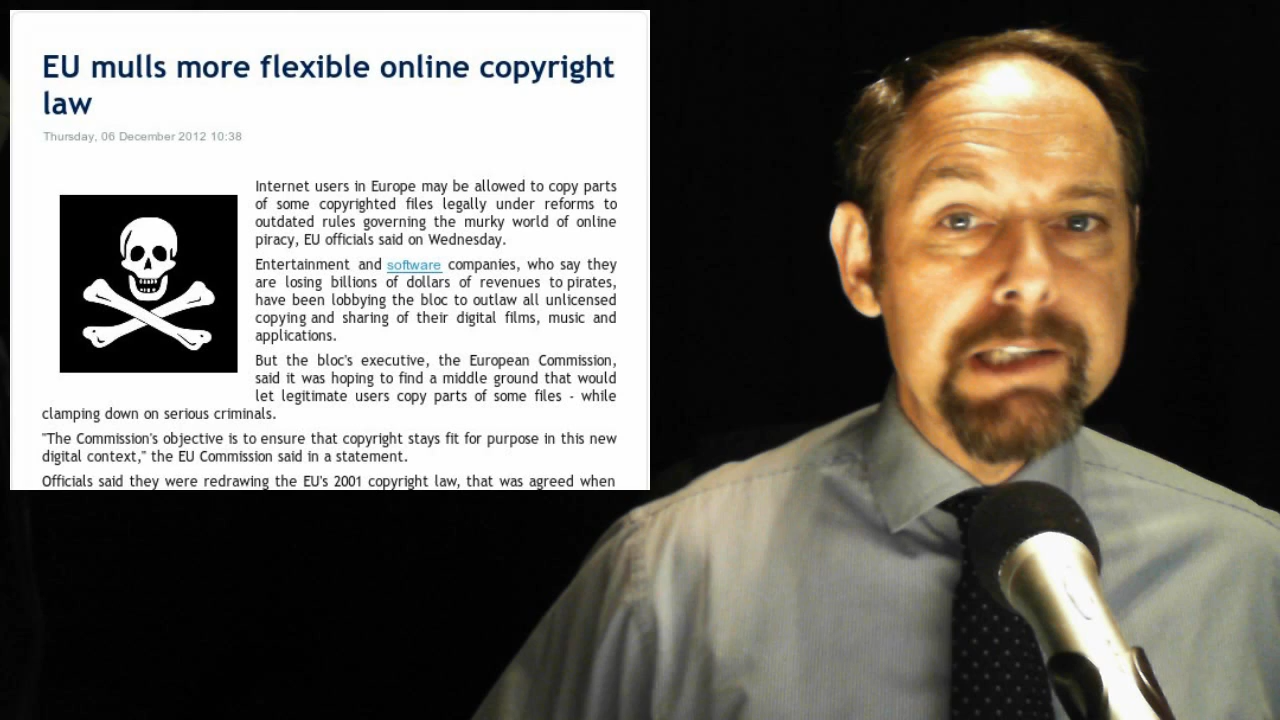 EU mulls more flexible online copyright
law
Thursday, 06 December 2012 10:38
Internet users in Europe may be allowed to copy parts
of some copyrighted files legally under reforms to
outdated rules governing the murky world of online
piracy, EU officials said on Wednesday.
Entertainment and software companies, who say they
are losing billions of dollars of revenues to pirates,
have been lobbying the bloc to outlaw all unlicensed
copying and sharing of their digital films, music and
applications.
But the bloc's executive, the European Commission,
said it was hoping to find a middle ground that would
let legitimate users copy parts of some files - while
clamping down on serious criminals.
"The Commission's objective is to ensure that copyright stays fit for purpose in this new
digital context," the EU Commission said in a statement.
Officials said they were redrawing the EU's 2001 copyright law, that was agreed when